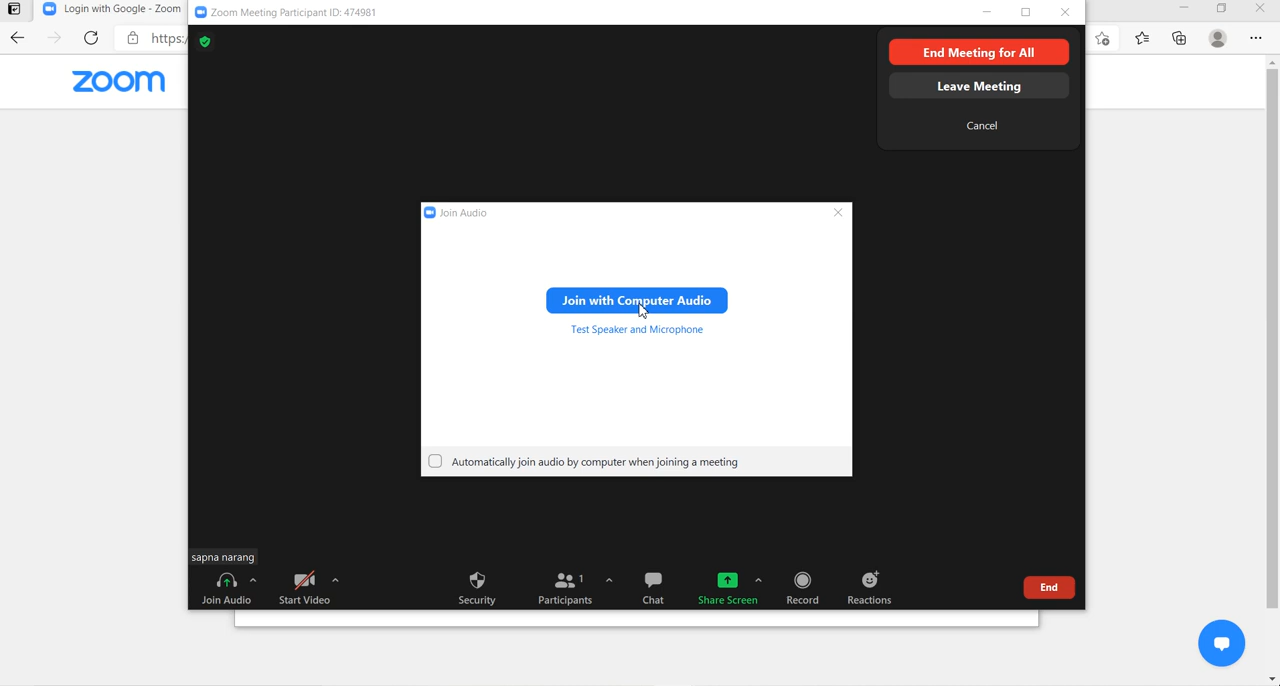 Login with Google - Zoom
Zoom Meeting Participant ID: 474981
https:/
zoom
End Meeting for All
Leave Meeting
Cancel
Join Audio
Join with Computer Audio
Test Speaker and Microphone
Automatically join audio by computer when joining a meeting
sapna narang
1
Join Audio
Start Video
Security
Participants
Chat
Share Screen
Record
Reactions
End